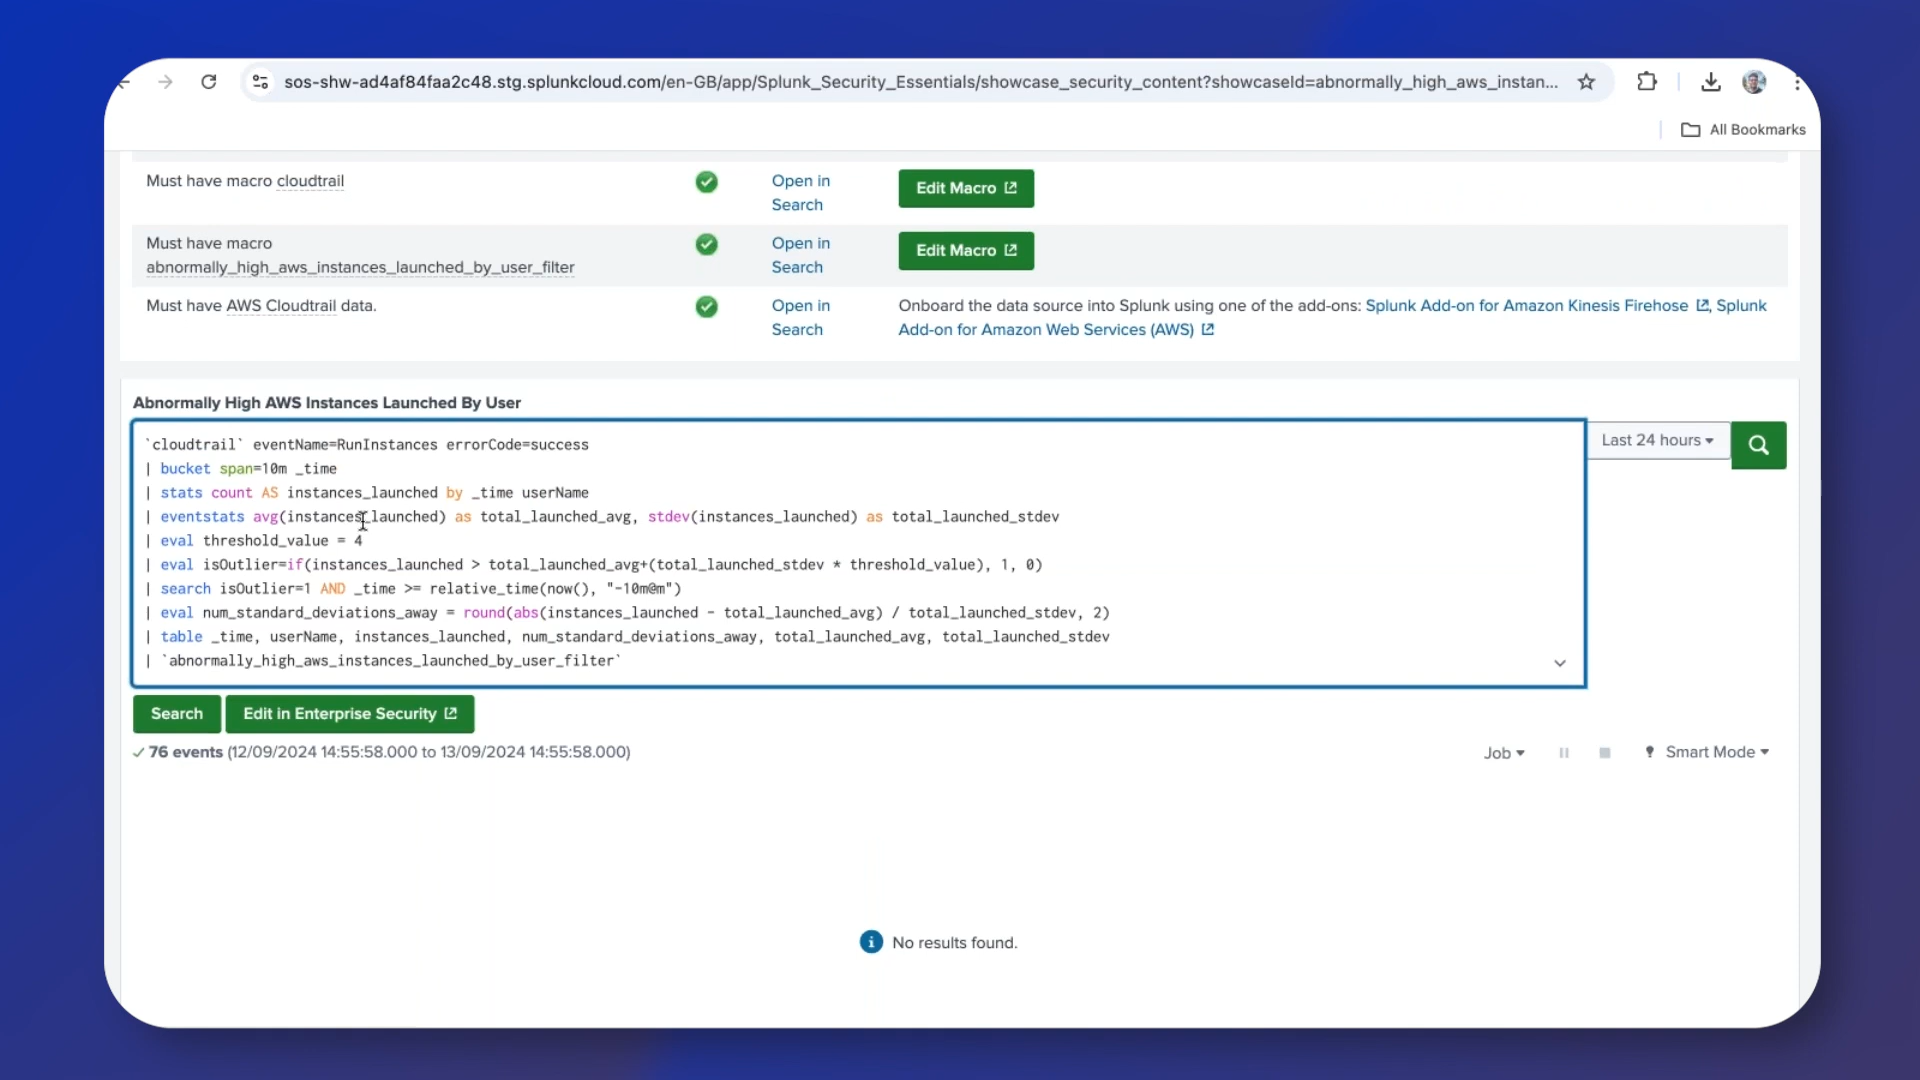 sos-shw-ad4af84faa2c48.stg.splunkcloud.com/en-GB/app/Splunk_Security_Essentials/showcase_security_content?showcaseId=abnormally_high_aws_instan...
All Bookmarks
Must have macro cloudtrail
Open in
Search
Edit Macro
Must have macro
abnormally_high_aws_instances_launched_by_user_filter
Open in
Search
Edit Macro
Must have AWS Cloudtrail data.
Open in
Search
Onboard the data source into Splunk using one of the add-ons: Splunk Add-on for Amazon Kinesis Firehose, Splunk
Add-on for Amazon Web Services (AWS)
Abnormally High AWS Instances Launched By User
`cloudtrail` eventName=RunInstances errorCode=success
| bucket span=10m _time
| stats count AS instances_launched by _time userName
| eventstats avg(instances_launched) as total_launched_avg, stdev(instances_launched) as total_launched_stdev
| eval threshold_value = 4
| eval isOutlier=if(instances_launched > total_launched_avg+(total_launched_stdev * threshold_value), 1, 0)
| search isOutlier=1 AND _time >= relative_time(now(), "-10m@m")
| eval num_standard_deviations_away = round(abs(instances_launched - total_launched_avg) / total_launched_stdev, 2)
| table _time, userName, instances_launched, num_standard_deviations_away, total_launched_avg, total_launched_stdev
| `abnormally_high_aws_instances_launched_by_user_filter`
Last 24 hours
Search
Edit in Enterprise Security
76 events (12/09/2024 14:55:58.000 to 13/09/2024 14:55:58.000)
Job
Smart Mode
No results found.